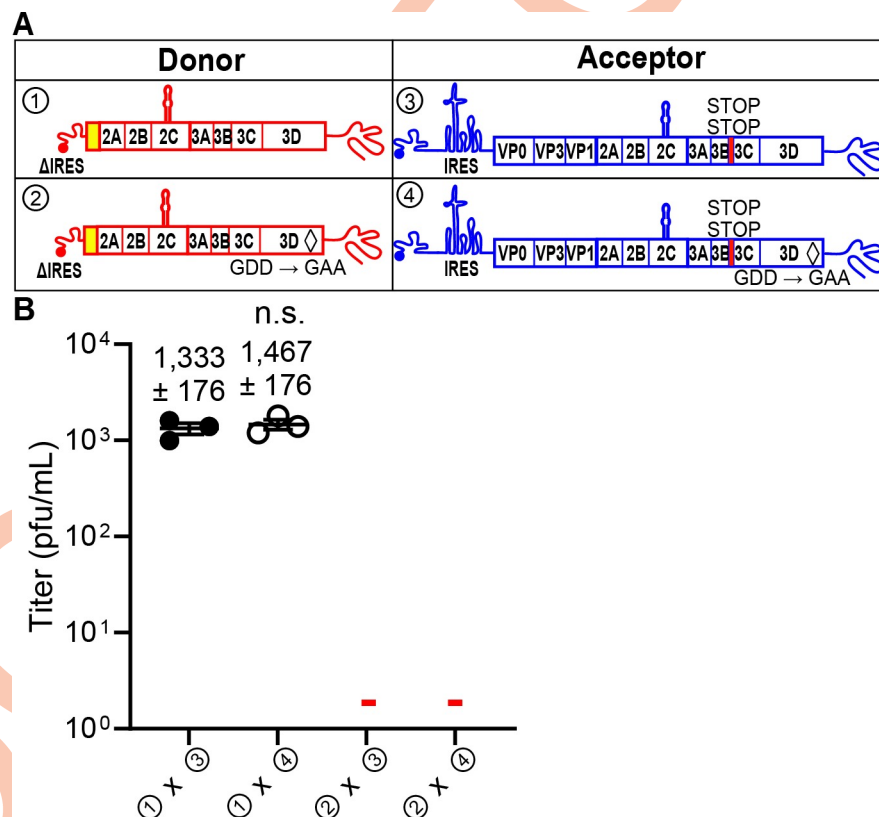 A
Donor
Acceptor
①
ΔIRES
2A 2B 2C 3A 3B 3C 3D
③
IRES
VP0 VP3 VP1 2A 2B 2C 3A 3B 3C 3D
STOP
STOP
②
ΔIRES
2A 2B 2C 3A 3B 3C 3D
GDD → GAA
④
IRES
VP0 VP3 VP1 2A 2B 2C 3A 3B 3C 3D
STOP
STOP
GDD → GAA
B
n.s.
1,333
± 176
1,467
± 176
Titer (pfu/mL)
10⁴
10³
10²
10¹
10⁰
① x ③
① x ④
② x ③
② x ④